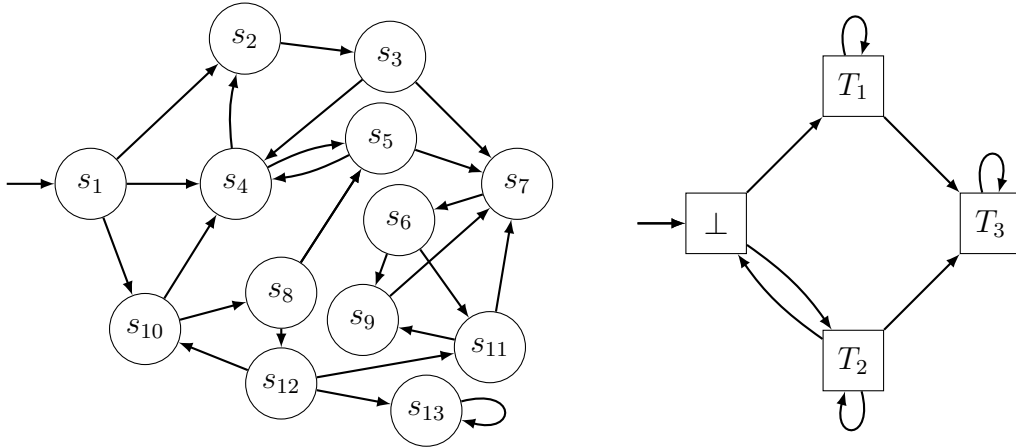 s₂
s₃
T₁
s₅
s₁
s₄
s₇
s₆
⊥
T₃
s₈
s₉
s₁₀
s₁₁
T₂
s₁₂
s₁₃